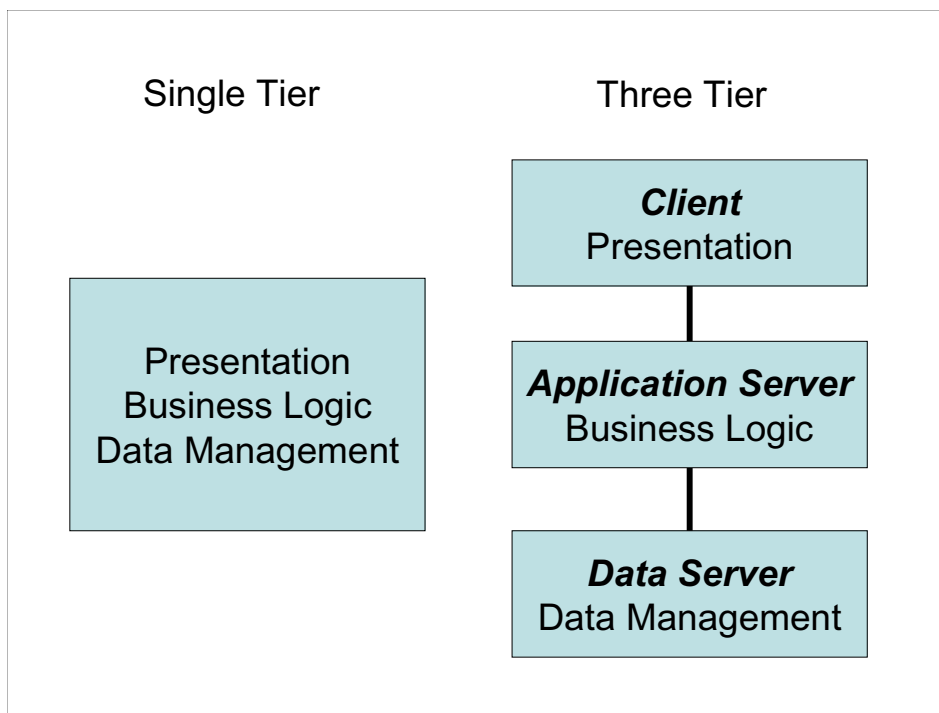 Single Tier
Three Tier
Presentation
Business Logic
Data Management
Client
Presentation
Application Server
Business Logic
Data Server
Data Management